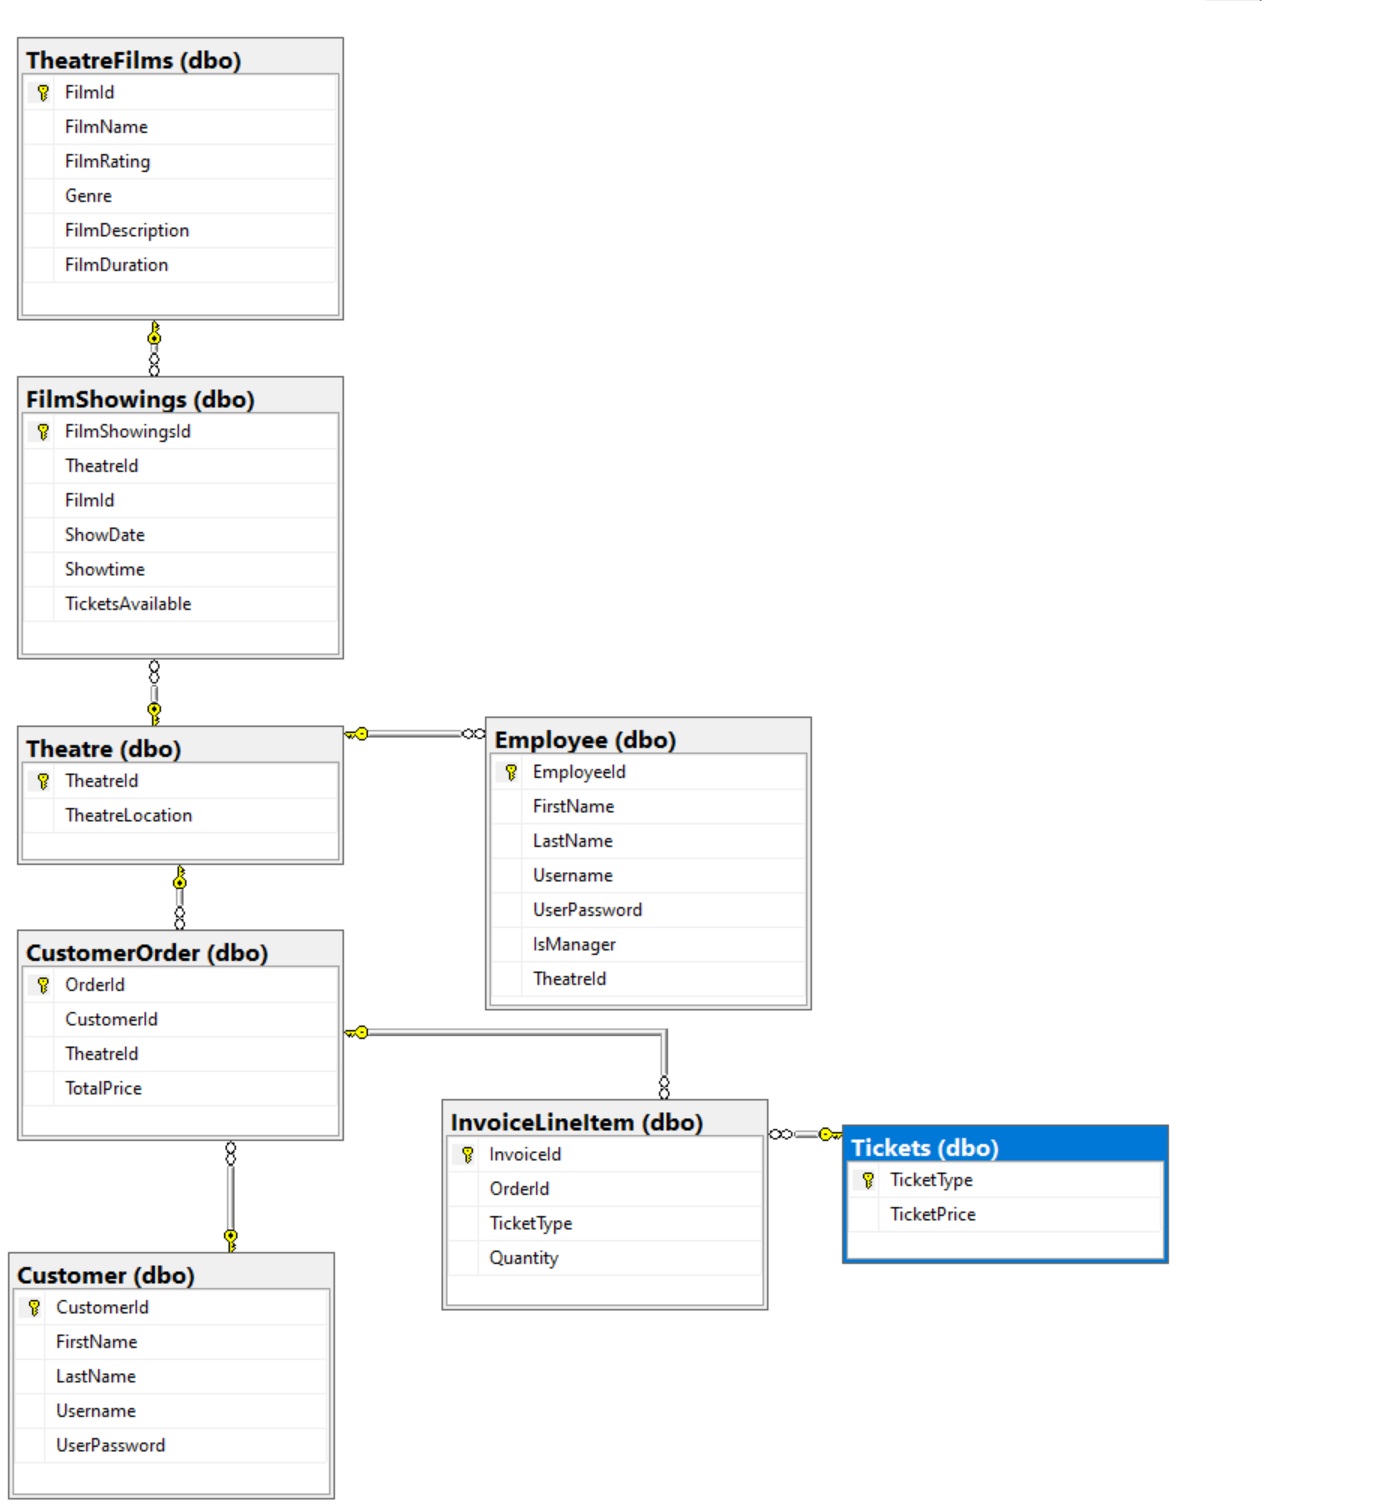 TheatreFilms (dbo)
FilmId
FilmName
FilmRating
Genre
FilmDescription
FilmDuration
FilmShowings (dbo)
FilmShowingsId
TheatreId
FilmId
ShowDate
Showtime
TicketsAvailable
Theatre (dbo)
TheatreId
TheatreLocation
Employee (dbo)
EmployeeId
FirstName
LastName
Username
UserPassword
IsManager
TheatreId
CustomerOrder (dbo)
OrderId
CustomerId
TheatreId
TotalPrice
InvoiceLineItem (dbo)
InvoiceId
OrderId
TicketType
Quantity
Tickets (dbo)
TicketType
TicketPrice
Customer (dbo)
CustomerId
FirstName
LastName
Username
UserPassword